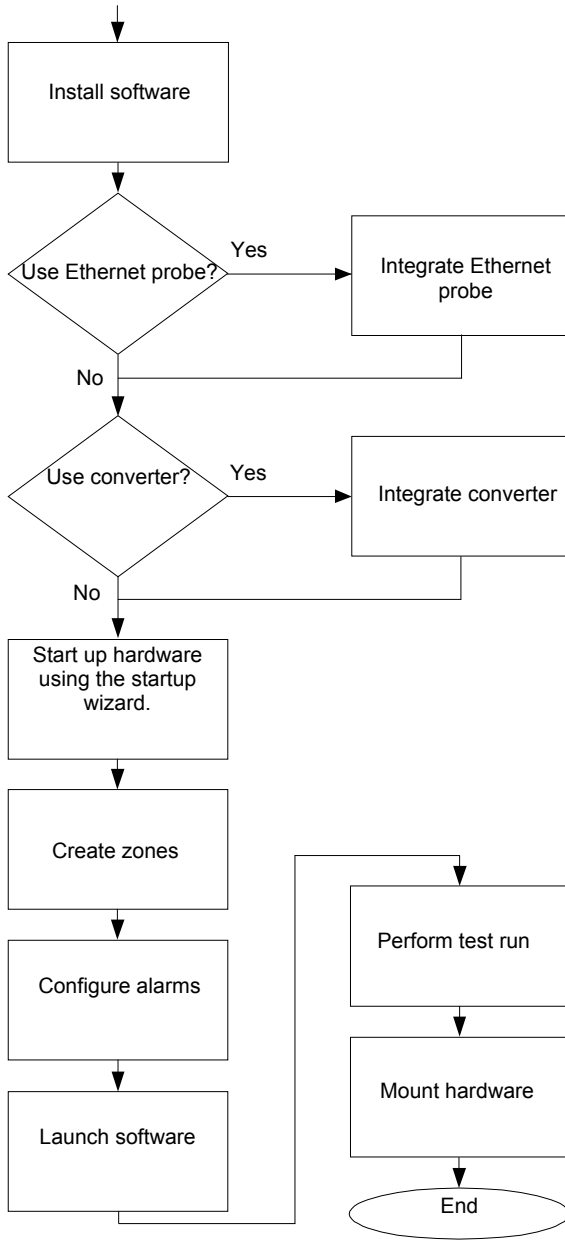 Install software
Use Ethernet probe?
Yes
Integrate Ethernet
probe
No
Use converter?
Yes
Integrate converter
No
Start up hardware
using the startup
wizard.
Create zones
Configure alarms
Launch software
Perform test run
Mount hardware
End